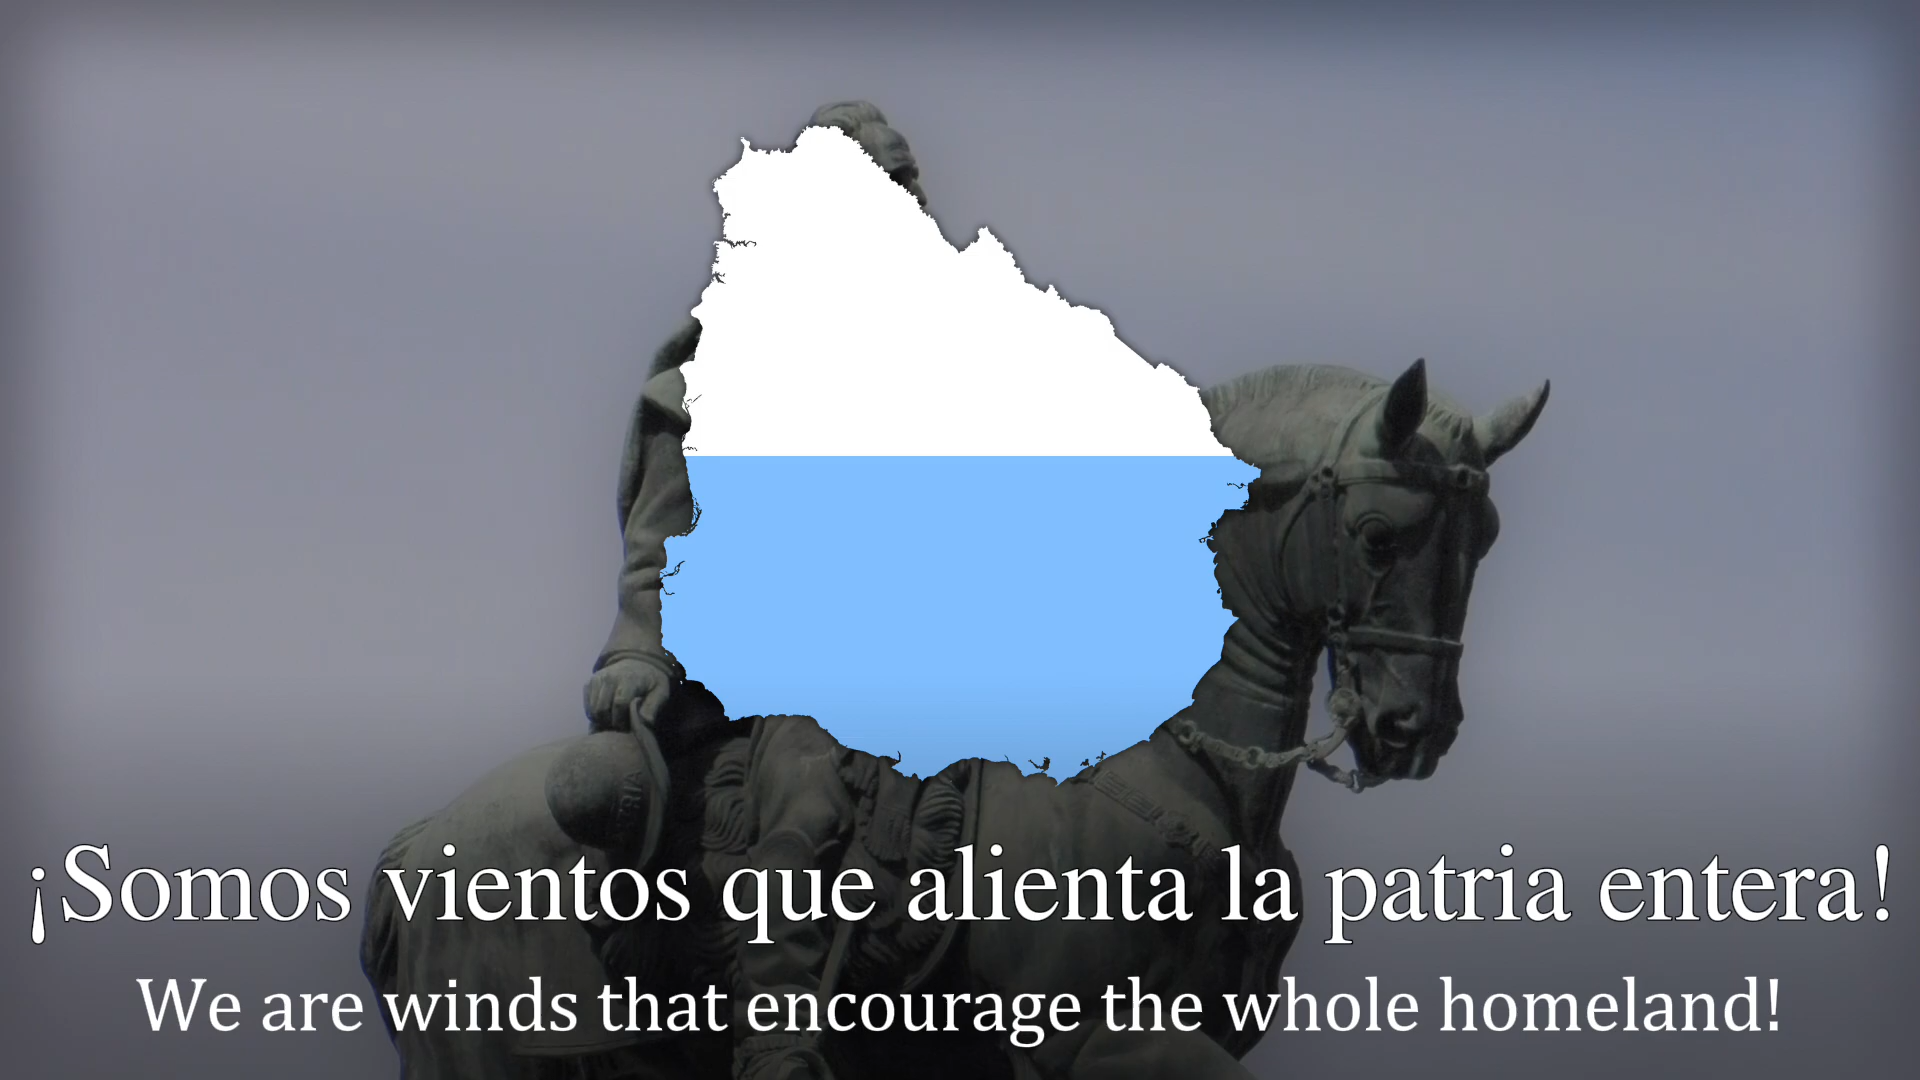 ¡Somos vientos que alienta la patria entera!
We are winds that encourage the whole homeland!